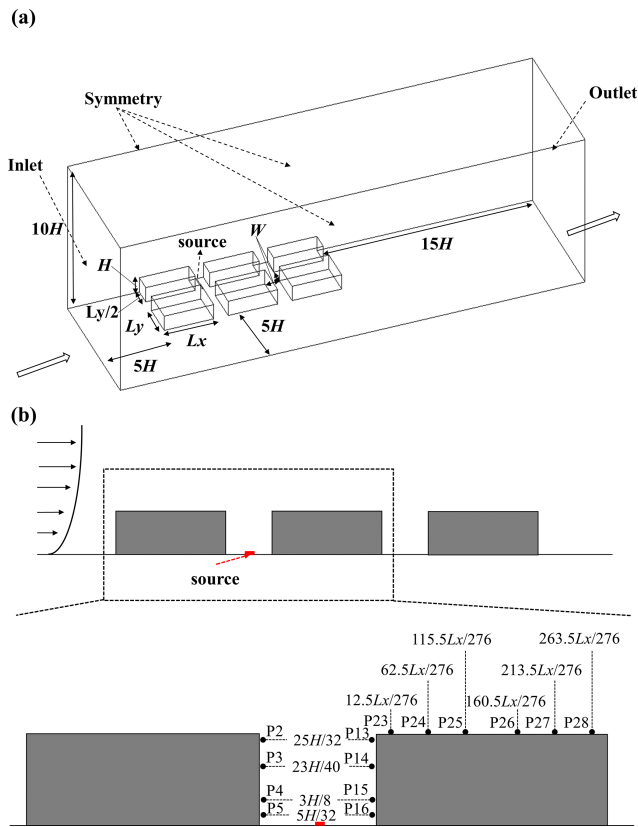 (a)
Symmetry
Outlet
Inlet
10H
W
source
15H
H
Ly/2
Ly
Lx
5H
5H
(b)
source
115.5Lx/276 263.5Lx/276
62.5Lx/276 213.5Lx/276
12.5Lx/276 160.5Lx/276
P23 P24 P25 P26 P27 P28
P2 25H/32 P13
P3 23H/40 P14
P4 3H/8 P15
P5 5H/32 P16